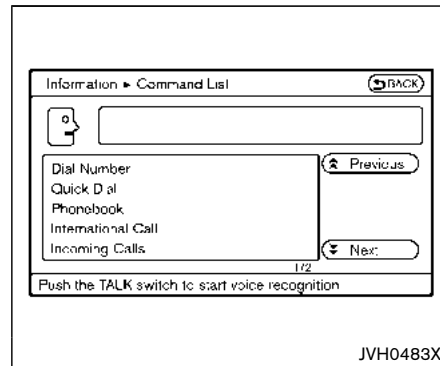 Information ▸ Command List
BACK
Dial Number
Previous
Quick Dial
Phonebook
International Call
Incoming Calls
Next
1/2
Push the TALK switch to start voice recognition
JVH0483X